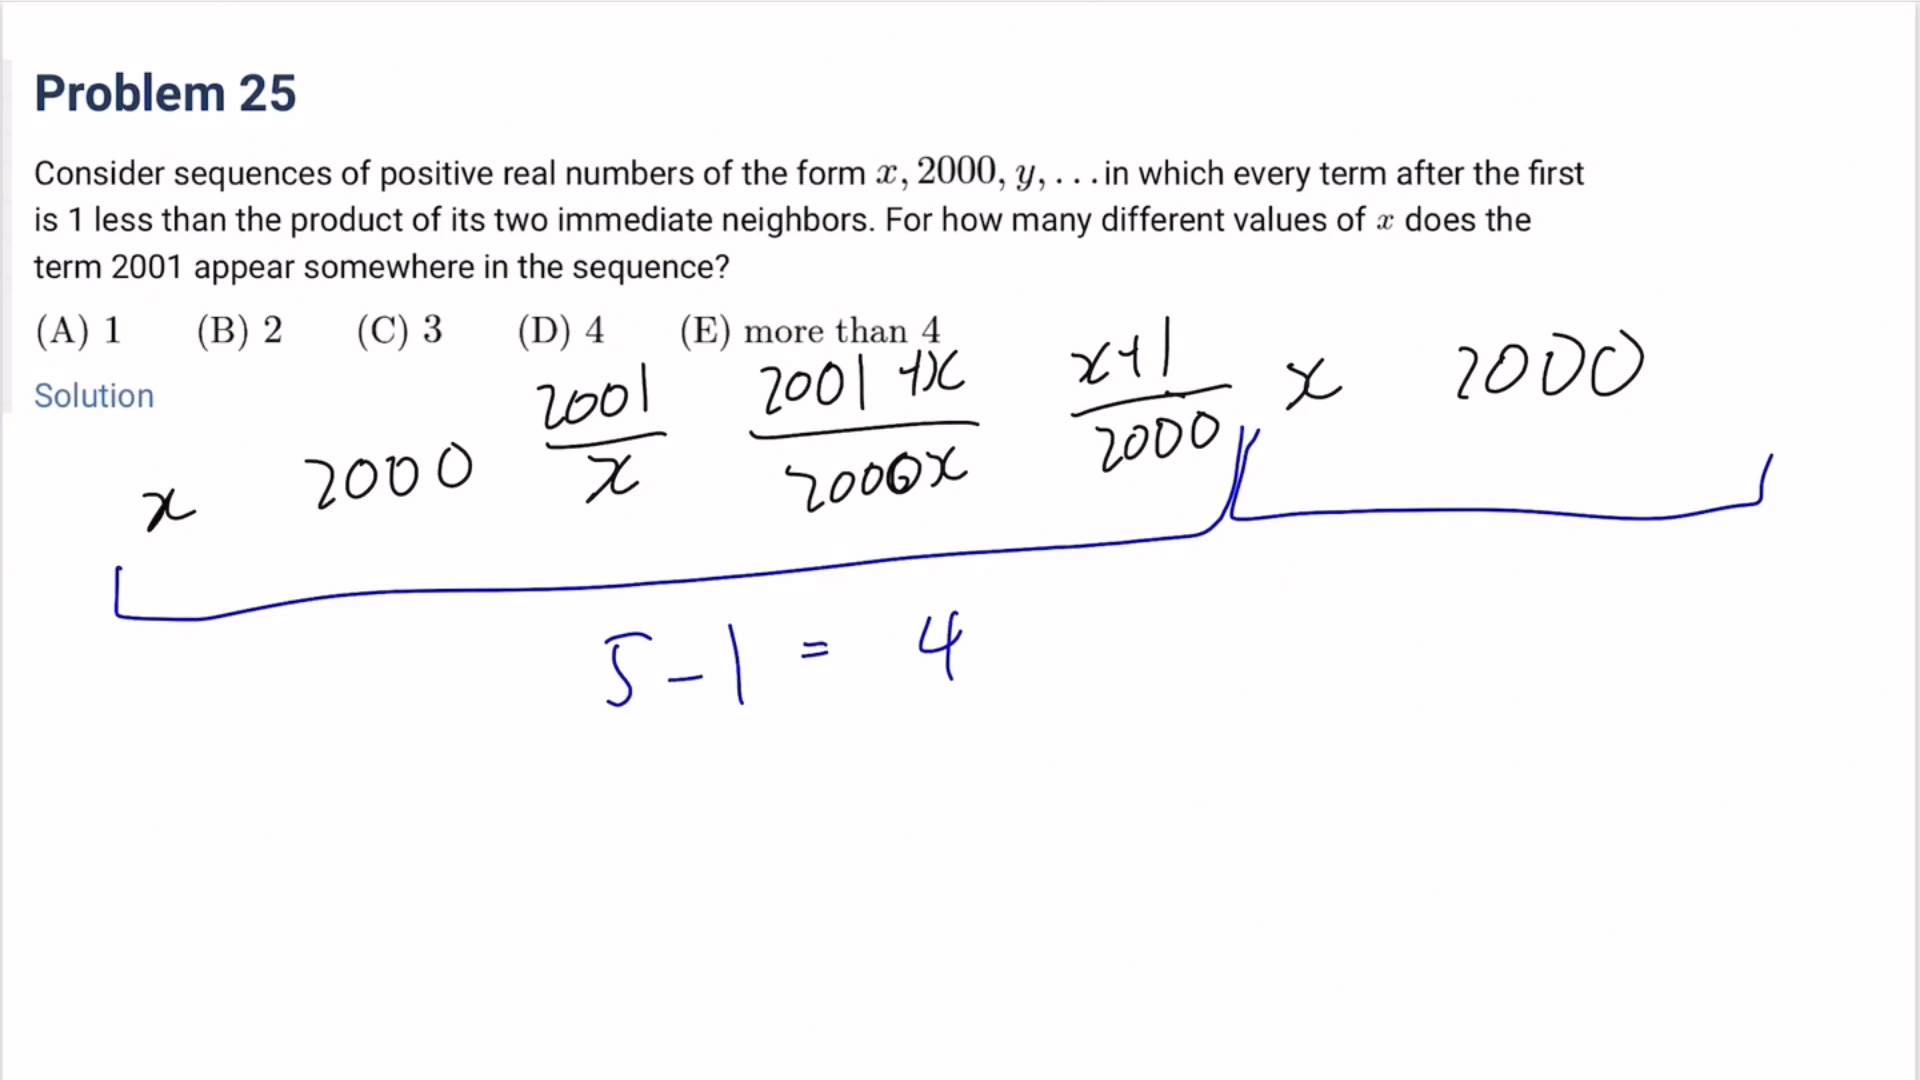 Problem 25
Consider sequences of positive real numbers of the form x, 2000, y, . . . in which every term after the first
is 1 less than the product of its two immediate neighbors. For how many different values of x does the
term 2001 appear somewhere in the sequence?
(A) 1 (B) 2 (C) 3 (D) 4 (E) more than 4
Solution
x 2000 2001/x (2001+x)/2000x (x+1)/2000 x 2000
5 - 1 = 4